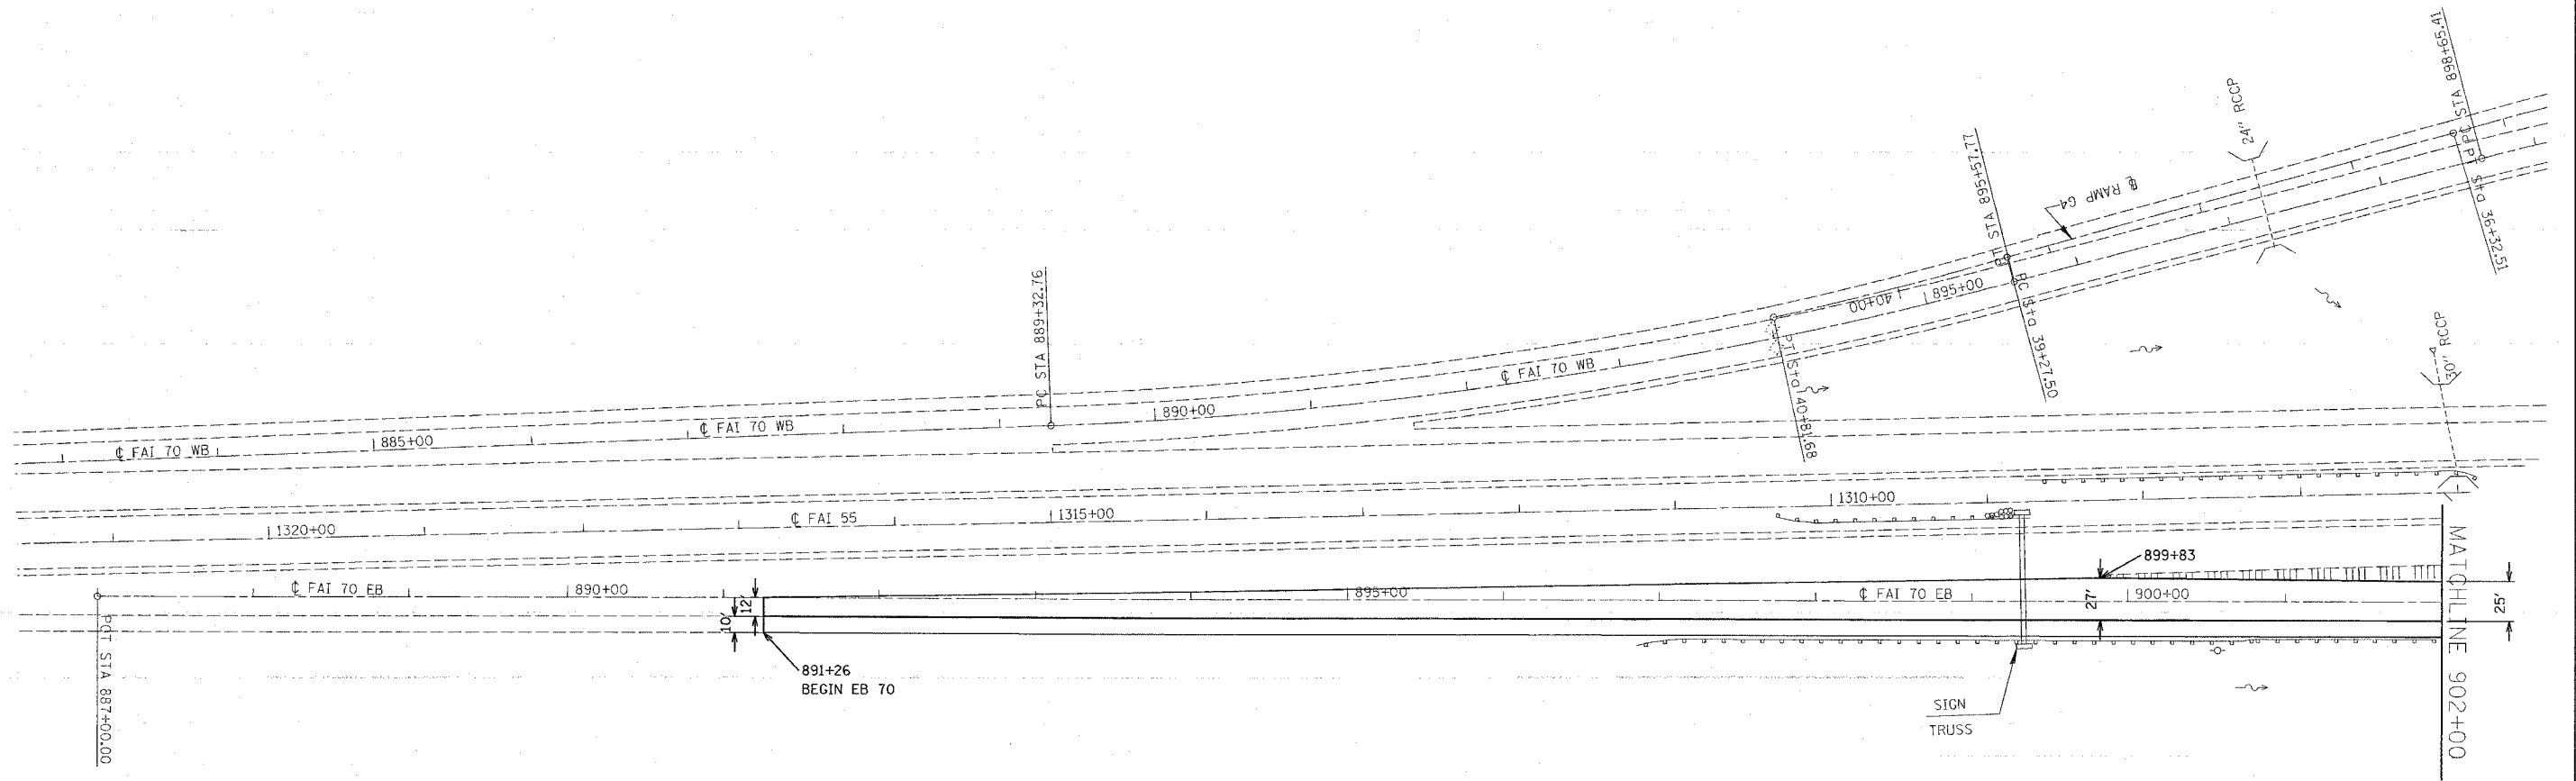 PI STA 898+65.41
PC Sta 36+32.51
24" RCCP
℄ RAMP G4
PT STA 895+57.77
PC Sta 39+27.50
30" RCCP
PC STA 889+32.76
40+00
895+00
PT Sta 40+81.68
℄ FAI 70 WB
885+00
℄ FAI 70 WB
890+00
℄ FAI 70 WB
1320+00
℄ FAI 55
1315+00
1310+00
899+83
℄ FAI 70 EB
890+00
12'
10'
895+00
℄ FAI 70 EB
27'
900+00
25'
POT STA 887+00.00
891+26
BEGIN EB 70
SIGN
TRUSS
MATCHLINE 902+00